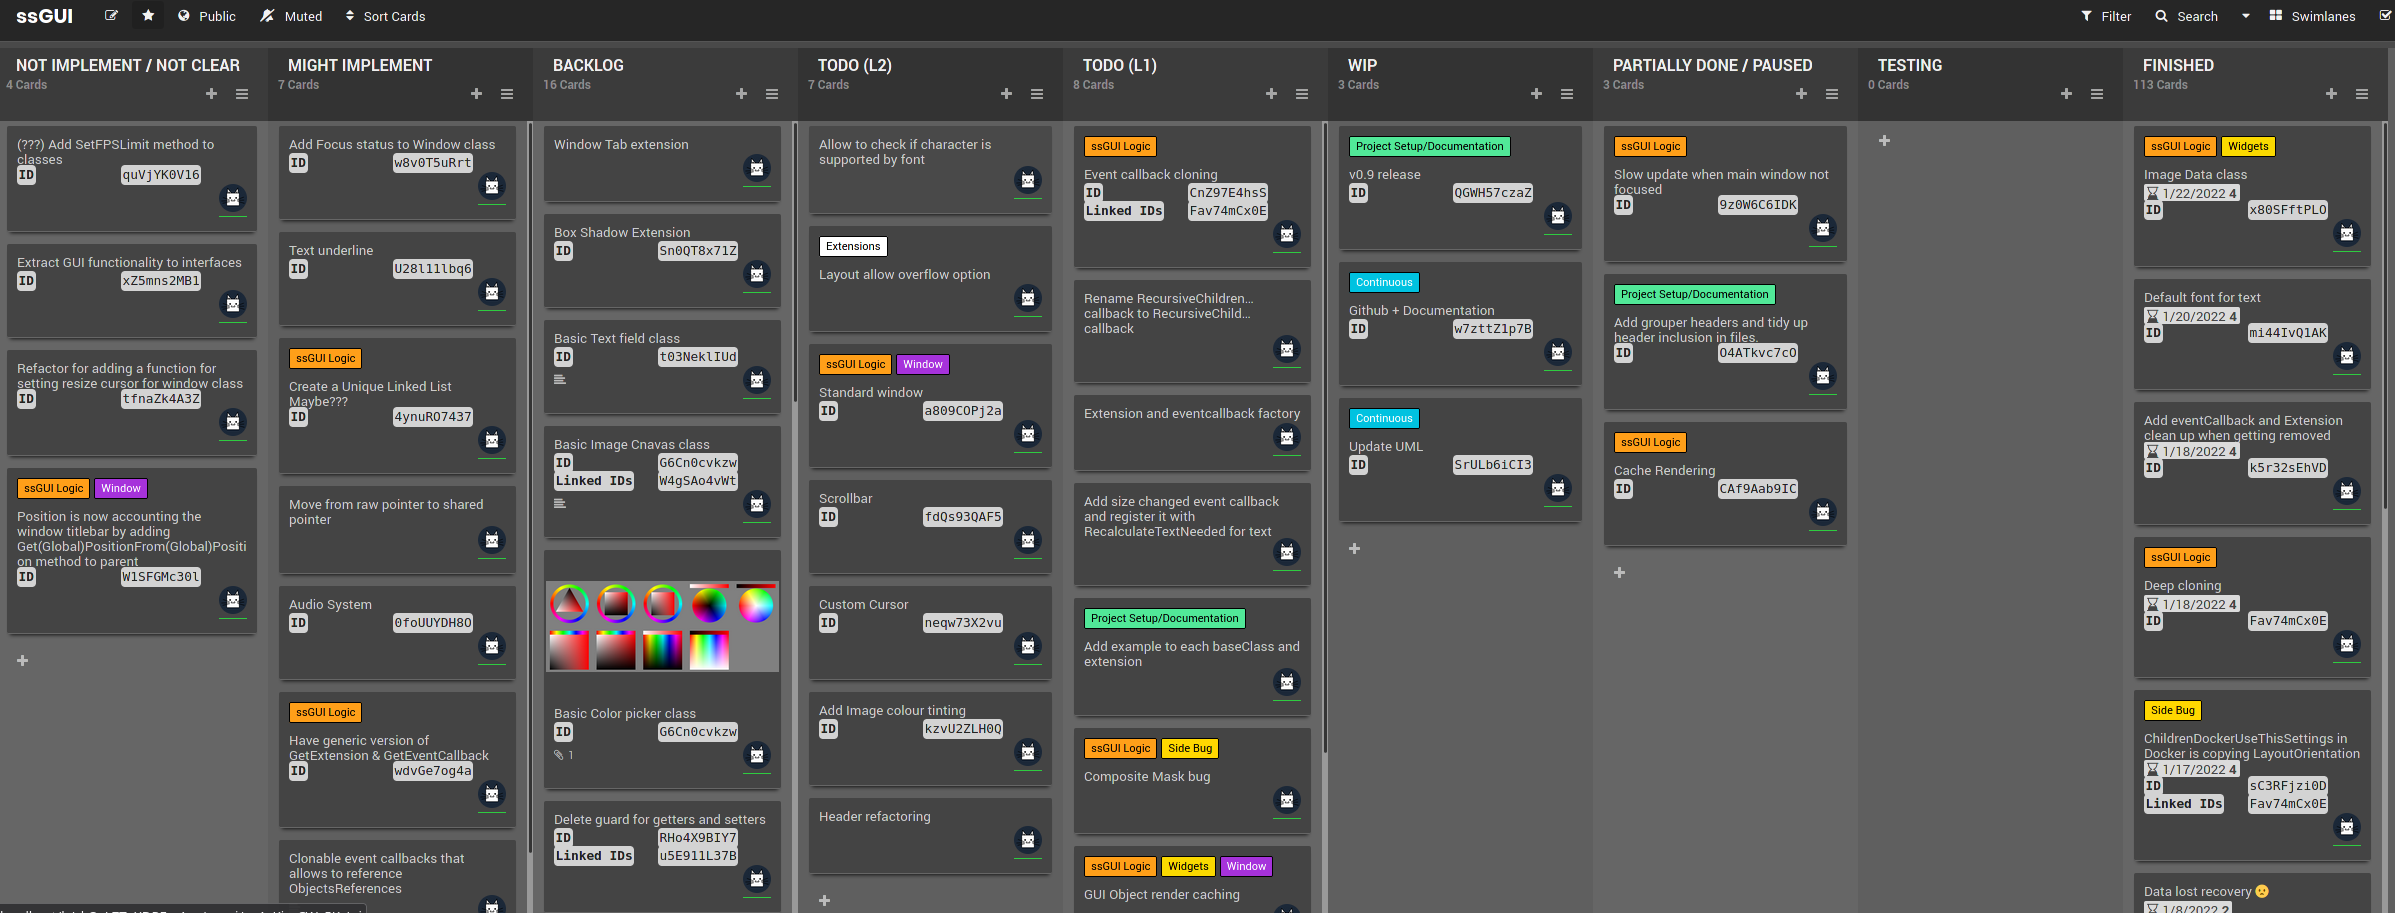 ssGUI
Public
Muted
Sort Cards
Filter
Search
Swimlanes
NOT IMPLEMENT / NOT CLEAR
4 Cards
(???) Add SetFPSLimit method to
classes
ID quVjYK0V16
Extract GUI functionality to interfaces
ID xZ5mns2MB1
Refactor for adding a function for
setting resize cursor for window class
ID tfnaZk4A3Z
ssGUI Logic Window
Position is now accounting the
window titlebar by adding
Get(Global)PositionFrom(Global)Positi
on method to parent
ID W1SFGMc30l
MIGHT IMPLEMENT
7 Cards
Add Focus status to Window class
ID w8v0T5uRrt
Text underline
ID U28l11lbq6
ssGUI Logic
Create a Unique Linked List
Maybe???
ID 4ynuRO7437
Move from raw pointer to shared
pointer
Audio System
ID 0foUUYDH8O
ssGUI Logic
Have generic version of
GetExtension & GetEventCallback
ID wdvGe7og4a
Clonable event callbacks that
allows to reference
ObjectsReferences
BACKLOG
16 Cards
Window Tab extension
Box Shadow Extension
ID Sn0QT8x71Z
Basic Text field class
ID t03NeklIUd
Basic Image Cnavas class
ID G6Cn0cvkzw
Linked IDs W4gSAo4vWt
Basic Color picker class
ID G6Cn0cvkzw
1
Delete guard for getters and setters
ID RHo4X9BIY7
Linked IDs u5E911L37B
TODO (L2)
7 Cards
Allow to check if character is
supported by font
Extensions
Layout allow overflow option
ssGUI Logic Window
Standard window
ID a809COPj2a
Scrollbar
ID fdQs93QAF5
Custom Cursor
ID neqw73X2vu
Add Image colour tinting
ID kzvU2ZLH0Q
Header refactoring
TODO (L1)
8 Cards
ssGUI Logic
Event callback cloning
ID CnZ97E4hsS
Linked IDs Fav74mCx0E
Rename RecursiveChildren...
callback to RecursiveChild...
callback
Extension and eventcallback factory
Add size changed event callback
and register it with
RecalculateTextNeeded for text
Project Setup/Documentation
Add example to each baseClass and
extension
ssGUI Logic Side Bug
Composite Mask bug
ssGUI Logic Widgets Window
GUI Object render caching
WIP
3 Cards
Project Setup/Documentation
v0.9 release
ID QGWH57czaZ
Continuous
Github + Documentation
ID w7zttZ1p7B
Continuous
Update UML
ID SrULb6iCI3
PARTIALLY DONE / PAUSED
3 Cards
ssGUI Logic
Slow update when main window not
focused
ID 9z0W6C6IDK
Project Setup/Documentation
Add grouper headers and tidy up
header inclusion in files.
ID O4ATkvc7cO
ssGUI Logic
Cache Rendering
ID CAf9Aab9IC
TESTING
0 Cards
FINISHED
113 Cards
ssGUI Logic Widgets
Image Data class
1/22/2022 4
ID x80SFftPLO
Default font for text
1/20/2022 4
ID mi44IvQ1AK
Add eventCallback and Extension
clean up when getting removed
1/18/2022 4
ID k5r32sEhVD
ssGUI Logic
Deep cloning
1/18/2022 4
ID Fav74mCx0E
Side Bug
ChildrenDockerUseThisSettings in
Docker is copying LayoutOrientation
1/17/2022 4
ID sC3RFjzi0D
Linked IDs Fav74mCx0E
Data lost recovery 😟
1/8/2022 2